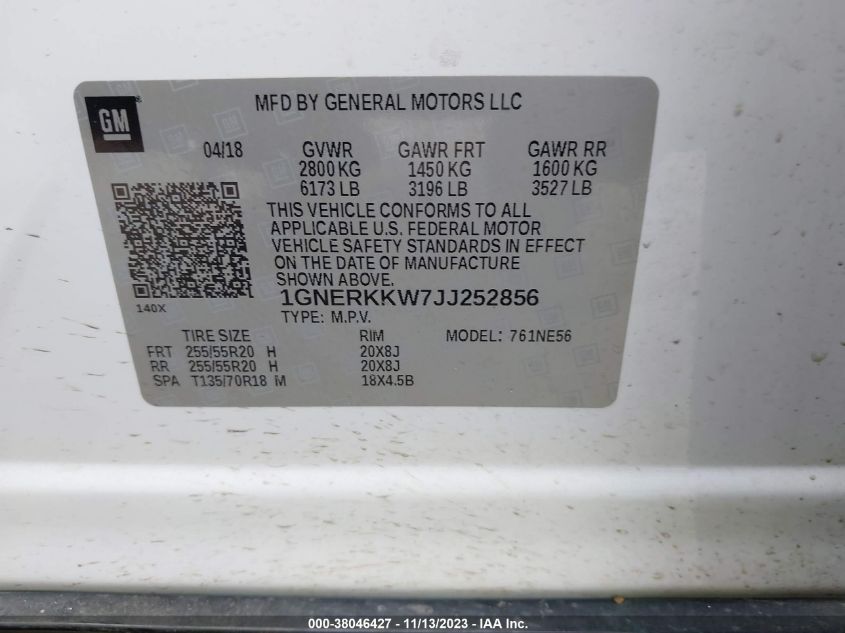 GM
MFD BY GENERAL MOTORS LLC
04/18 GVWR GAWR FRT GAWR RR
2800 KG 1450 KG 1600 KG
6173 LB 3196 LB 3527 LB
THIS VEHICLE CONFORMS TO ALL
APPLICABLE U.S. FEDERAL MOTOR
VEHICLE SAFETY STANDARDS IN EFFECT
ON THE DATE OF MANUFACTURE
SHOWN ABOVE.
140X
1GNERKKW7JJ252856
TYPE: M.P.V.
TIRE SIZE RIM MODEL: 761NE56
FRT 255/55R20 H 20X8J
RR 255/55R20 H 20X8J
SPA T135/70R18 M 18X4.5B
000-38046427 - 11/13/2023 - Copyright © 2023 IAA, Inc.